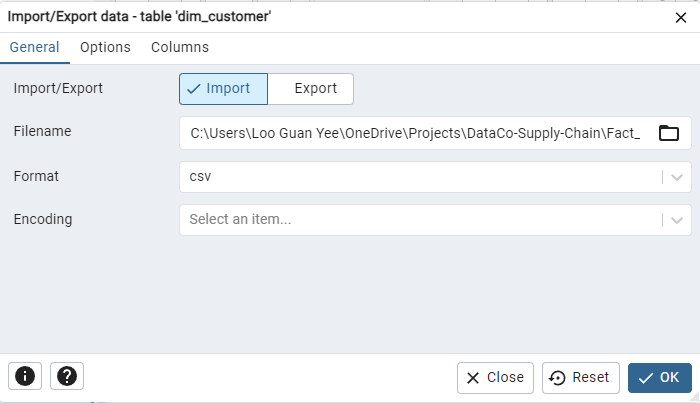 Import/Export data - table 'dim_customer'
General Options Columns
Import/Export Import Export
Filename C:\Users\Loo Guan Yee\OneDrive\Projects\DataCo-Supply-Chain\Fact_
Format csv
Encoding Select an item...
Close Reset OK